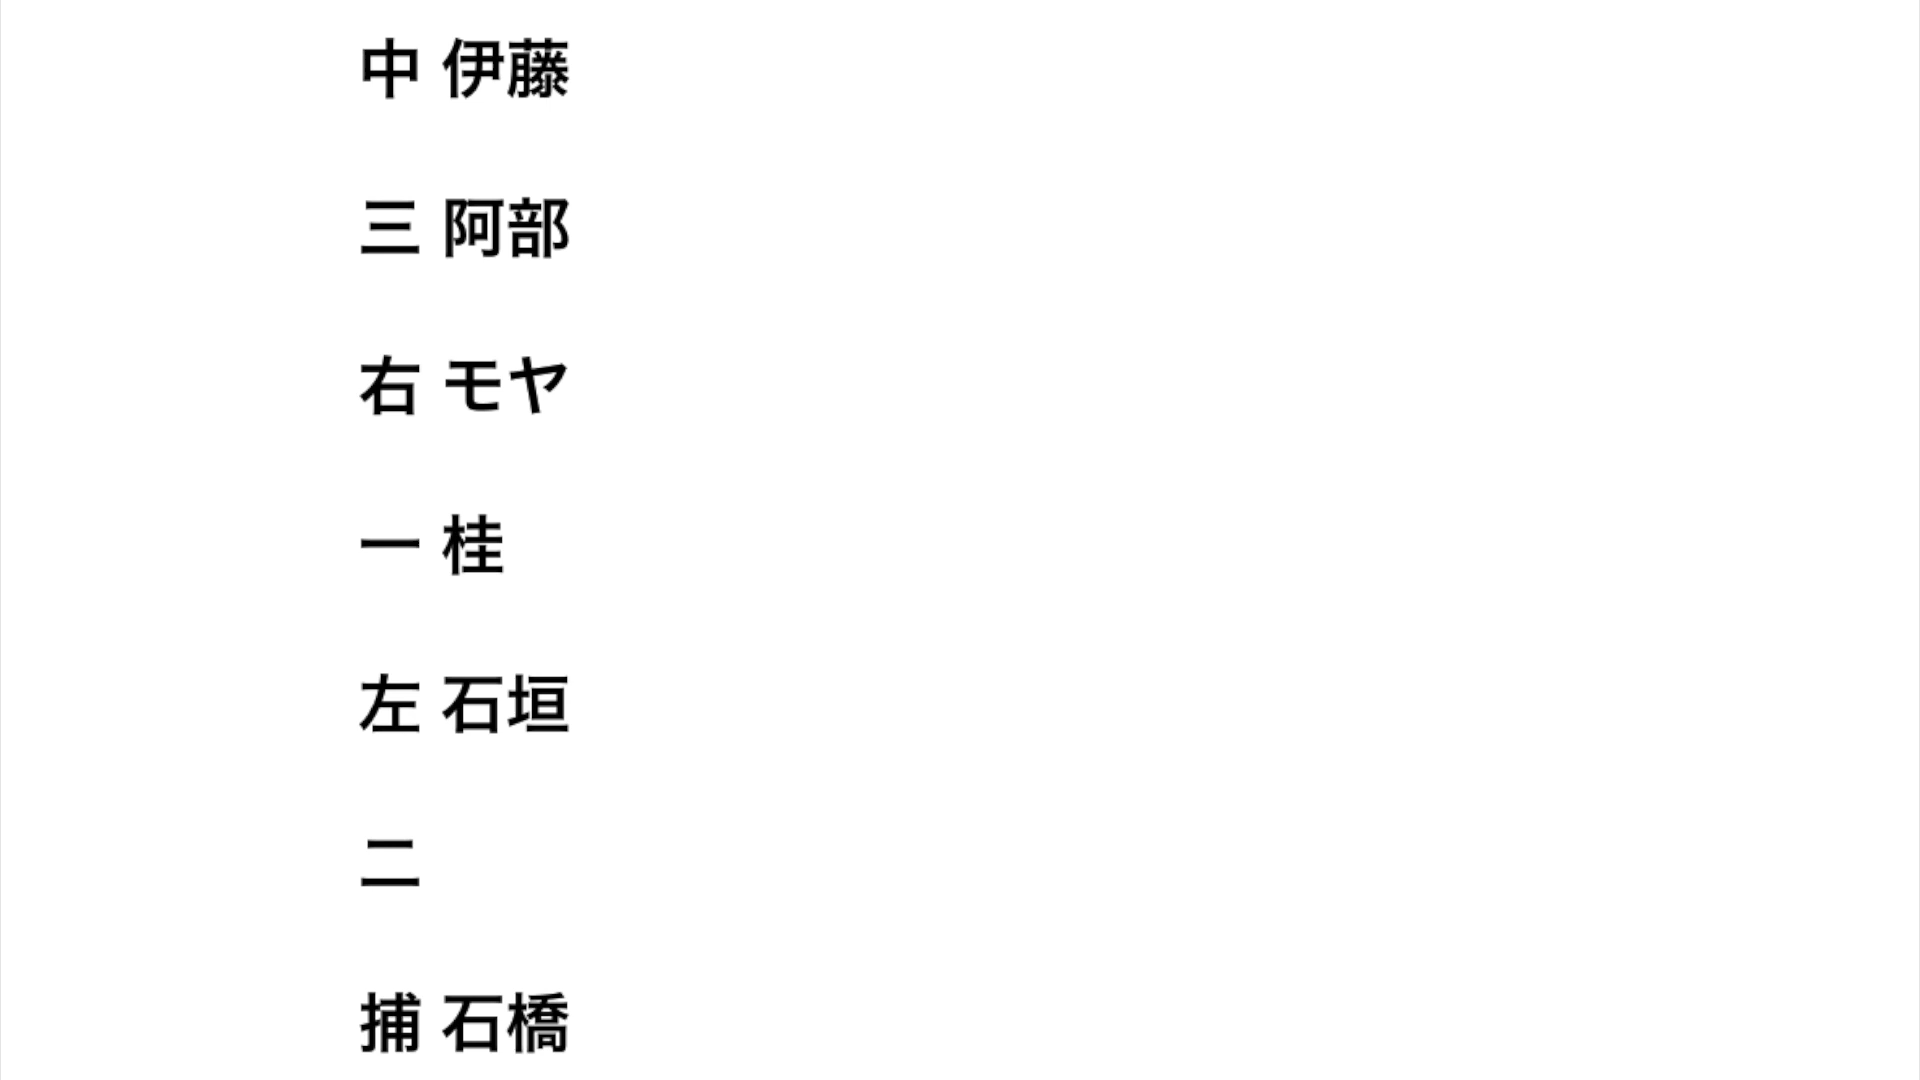 中 伊藤
三 阿部
右 モヤ
一 桂
左 石垣
二
捕 石橋